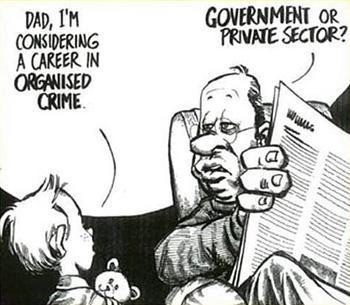 DAD, I'M
CONSIDERING
A CAREER IN
ORGANISED
CRIME.
GOVERNMENT OR
PRIVATE SECTOR?